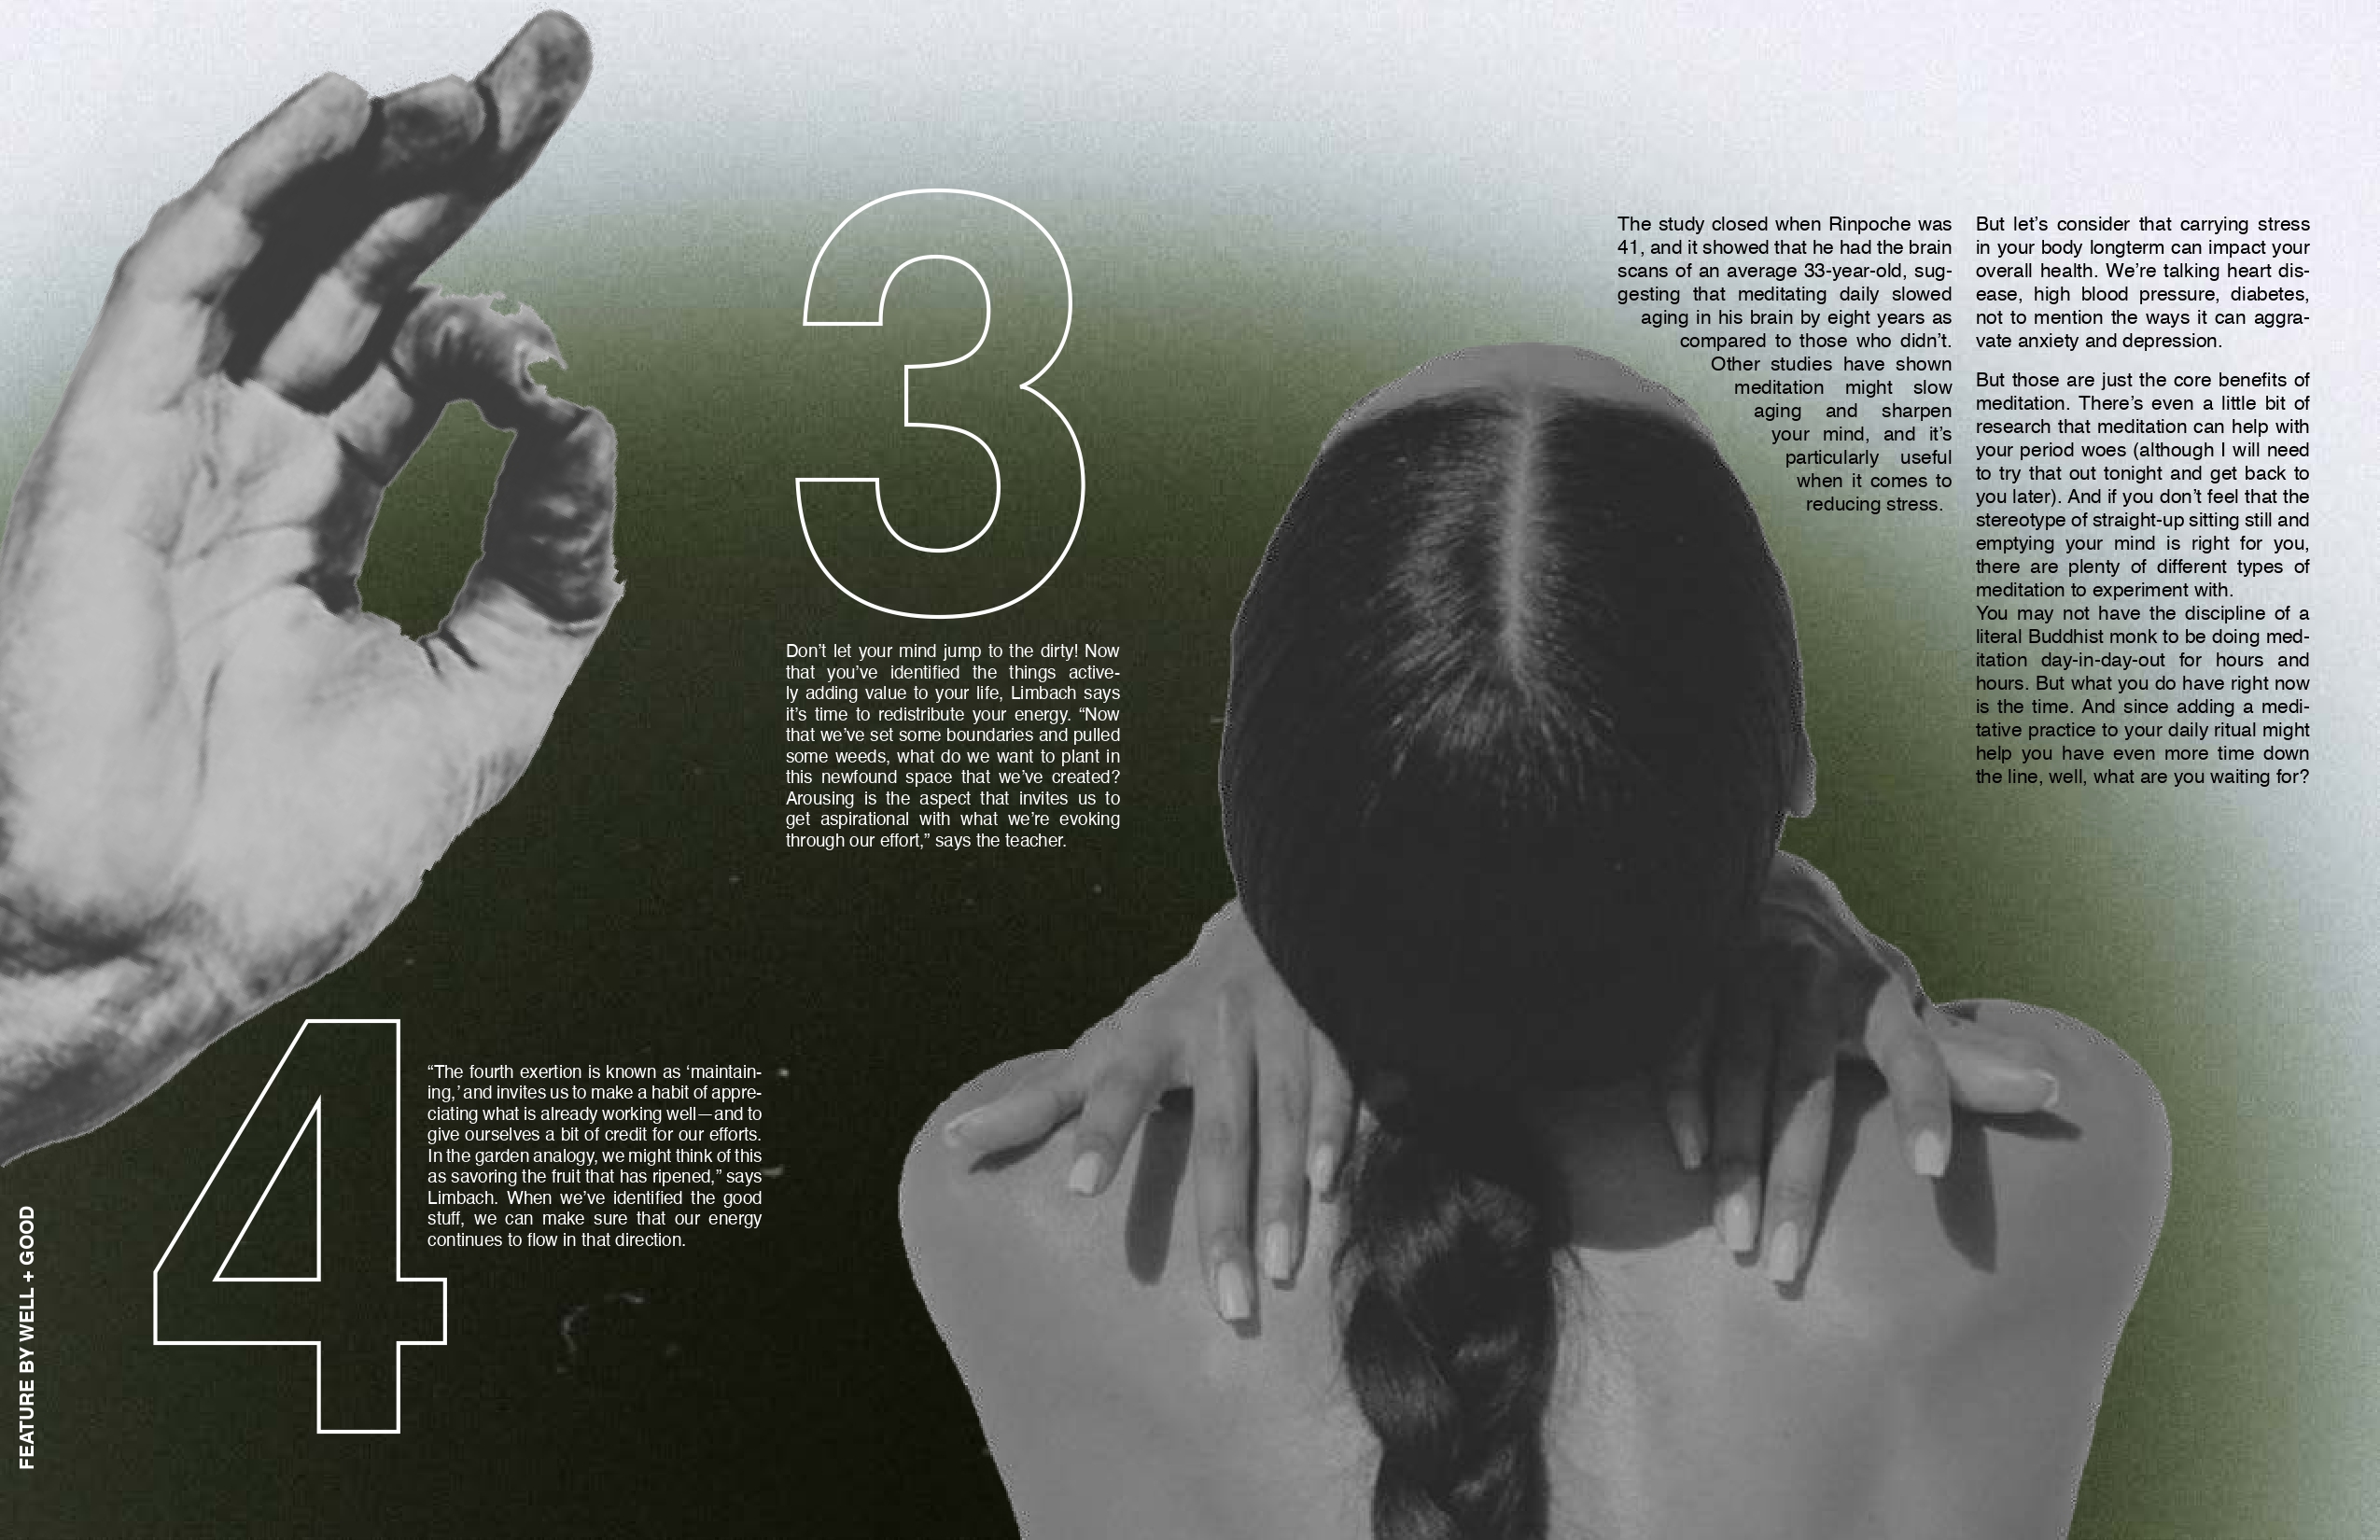 3
Don’t let your mind jump to the dirty! Now
that you’ve identified the things active-
ly adding value to your life, Limbach says
it’s time to redistribute your energy. “Now
that we’ve set some boundaries and pulled
some weeds, what do we want to plant in
this newfound space that we’ve created?
Arousing is the aspect that invites us to
get aspirational with what we’re evoking
through our effort,” says the teacher.
4
“The fourth exertion is known as ‘maintain-
ing,’ and invites us to make a habit of appre-
ciating what is already working well—and to
give ourselves a bit of credit for our efforts.
In the garden analogy, we might think of this
as savoring the fruit that has ripened,” says
Limbach. When we’ve identified the good
stuff, we can make sure that our energy
continues to flow in that direction.
FEATURE BY WELL + GOOD
The study closed when Rinpoche was
41, and it showed that he had the brain
scans of an average 33-year-old, sug-
gesting that meditating daily slowed
aging in his brain by eight years as
compared to those who didn’t.
Other studies have shown
meditation might slow
aging and sharpen
your mind, and it’s
particularly useful
when it comes to
reducing stress.
But let’s consider that carrying stress
in your body longterm can impact your
overall health. We’re talking heart dis-
ease, high blood pressure, diabetes,
not to mention the ways it can aggra-
vate anxiety and depression.
But those are just the core benefits of
meditation. There’s even a little bit of
research that meditation can help with
your period woes (although I will need
to try that out tonight and get back to
you later). And if you don’t feel that the
stereotype of straight-up sitting still and
emptying your mind is right for you,
there are plenty of different types of
meditation to experiment with.
You may not have the discipline of a
literal Buddhist monk to be doing med-
itation day-in-day-out for hours and
hours. But what you do have right now
is the time. And since adding a medi-
tative practice to your daily ritual might
help you have even more time down
the line, well, what are you waiting for?